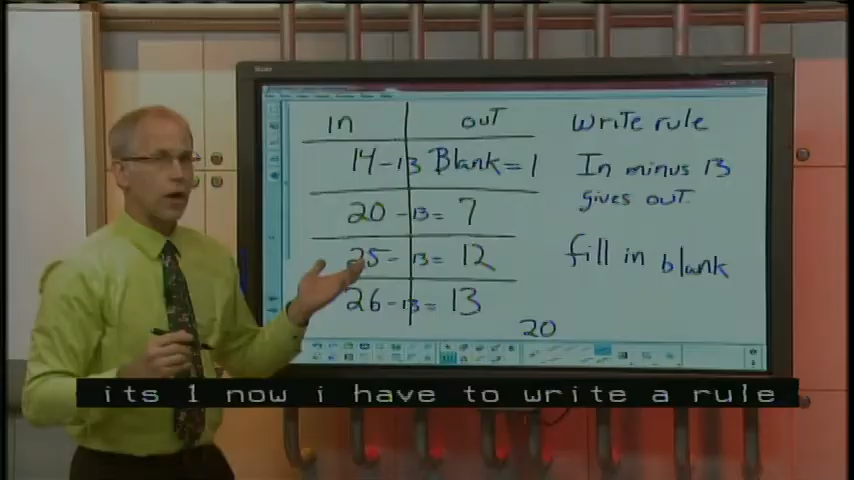 In out Write rule
14 - 13 Blank = 1 In minus 13
20 - 13 = 7 gives out.
25 - 13 = 12 fill in blank
26 - 13 = 13
20
its 1 now i have to write a rule